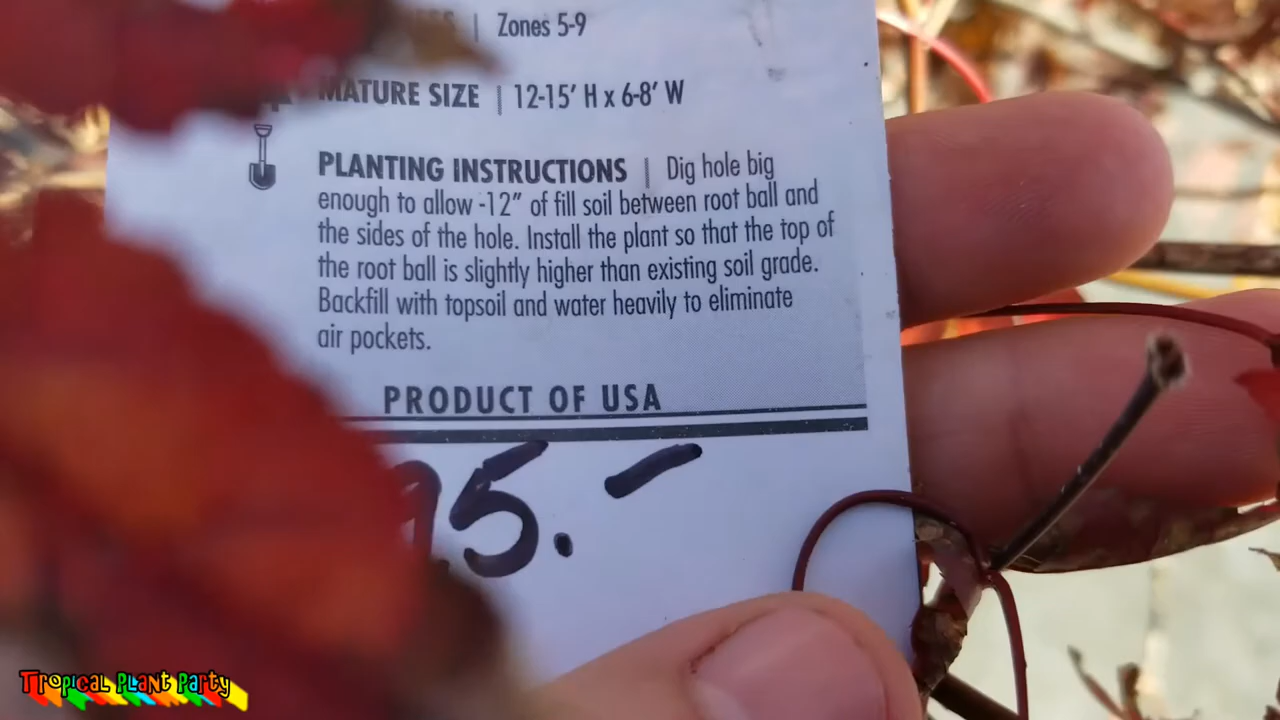 | Zones 5-9
MATURE SIZE | 12-15' H x 6-8' W
PLANTING INSTRUCTIONS | Dig hole big
enough to allow -12" of fill soil between root ball and
the sides of the hole. Install the plant so that the top of
the root ball is slightly higher than existing soil grade.
Backfill with topsoil and water heavily to eliminate
air pockets.
PRODUCT OF USA
5.-
Tropical Plant Party